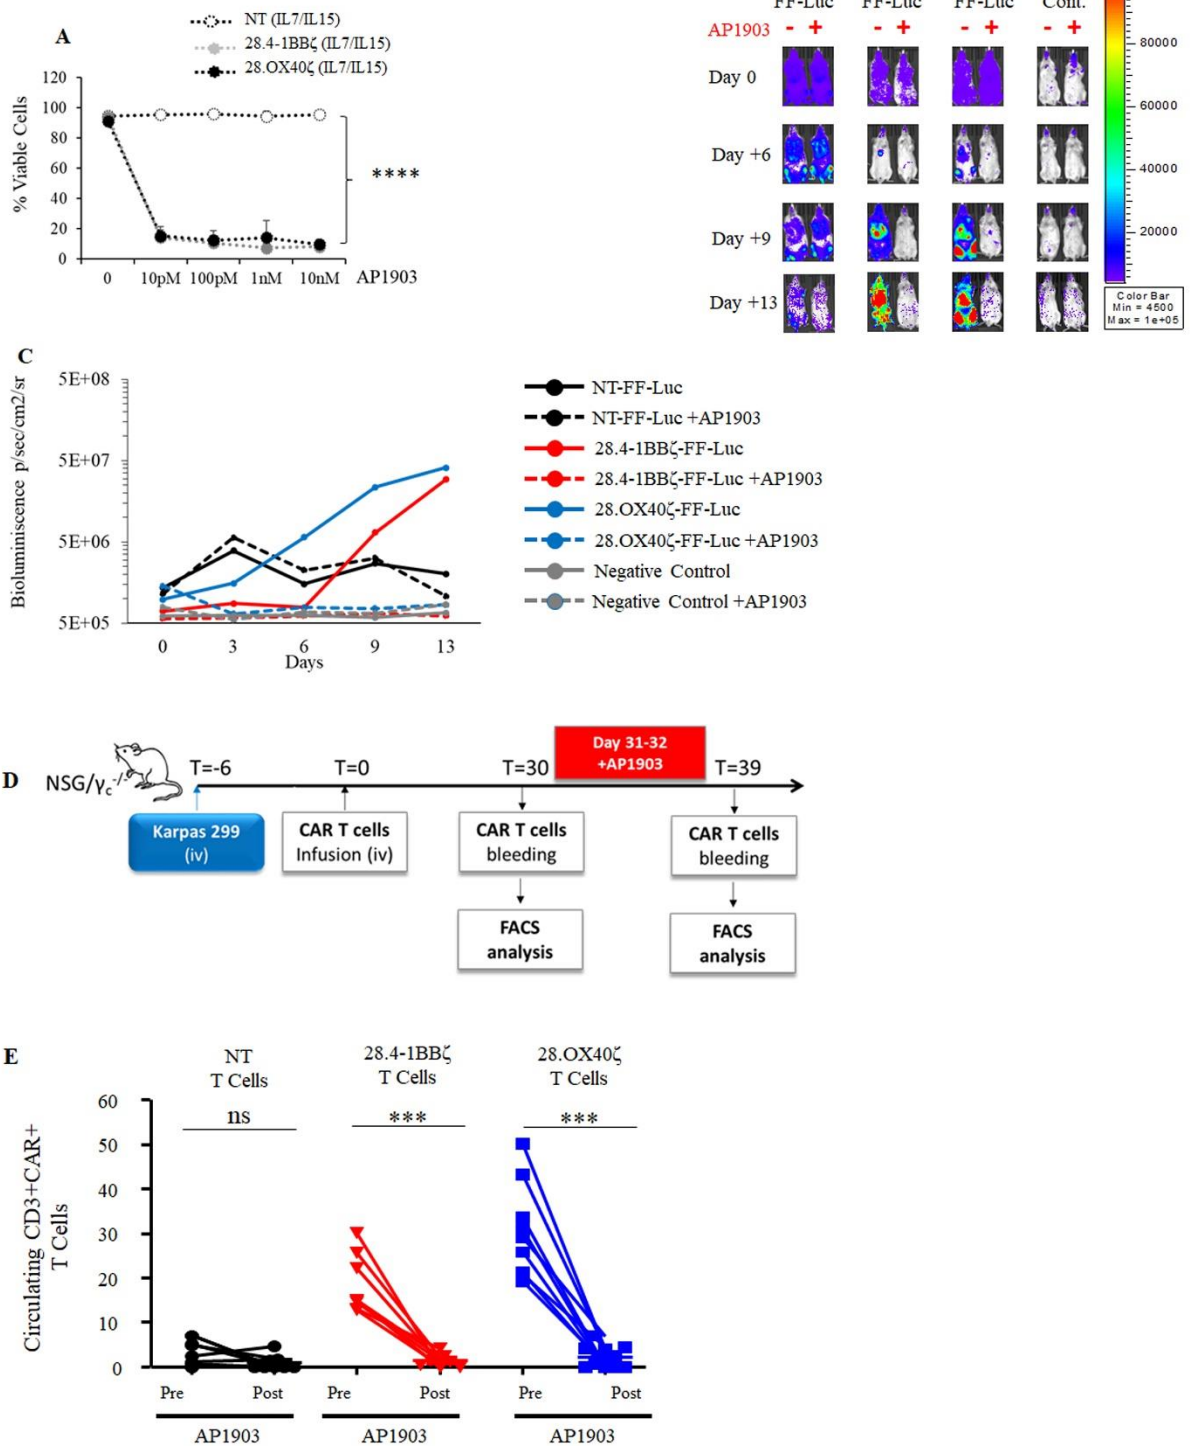 A
NT (IL7/IL15)
28.4-1BBζ (IL7/IL15)
28.OX40ζ (IL7/IL15)
120
100
80
60
40
20
0
% Viable Cells
0 10pM 100pM 1nM 10nM AP1903
****
FF-Luc FF-Luc FF-Luc Cont.
AP1903 - + - + - + - +
Day 0
Day +6
Day +9
Day +13
80000
60000
40000
20000
Color Bar
Min = 4500
Max = 1e+05
C
Bioluminiscence p/sec/cm2/sr
5E+08
5E+07
5E+06
5E+05
0 3 6 9 13
Days
NT-FF-Luc
NT-FF-Luc +AP1903
28.4-1BBζ-FF-Luc
28.4-1BBζ-FF-Luc +AP1903
28.OX40ζ-FF-Luc
28.OX40ζ-FF-Luc +AP1903
Negative Control
Negative Control +AP1903
D
NSG/γc-/-
T=-6 T=0 T=30 T=39
Day 31-32
+AP1903
Karpas 299
(iv)
CAR T cells
Infusion (iv)
CAR T cells
bleeding
CAR T cells
bleeding
FACS
analysis
FACS
analysis
E
NT
T Cells
28.4-1BBζ
T Cells
28.OX40ζ
T Cells
ns *** ***
Circulating CD3+CAR+
T Cells
60
50
40
30
20
10
0
Pre Post Pre Post Pre Post
AP1903 AP1903 AP1903